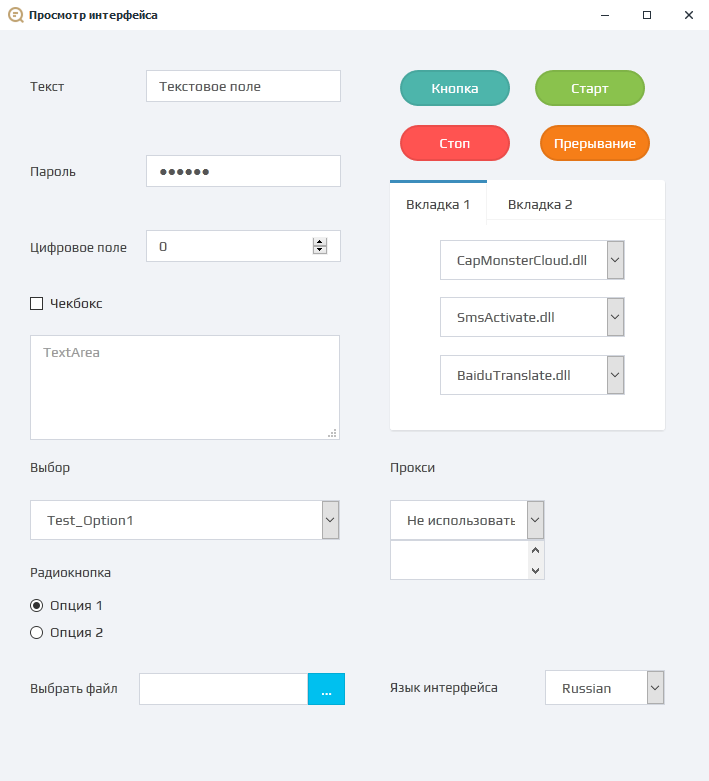 Просмотр интерфейса
Текст
Текстовое поле
Кнопка
Старт
Стоп
Прерывание
Пароль
●●●●●●
Вкладка 1
Вкладка 2
Цифровое поле
0
CapMonsterCloud.dll
Чекбокс
SmsActivate.dll
TextArea
BaiduTranslate.dll
Выбор
Прокси
Test_Option1
Не использовать
Радиокнопка
Опция 1
Опция 2
Выбрать файл
...
Язык интерфейса
Russian